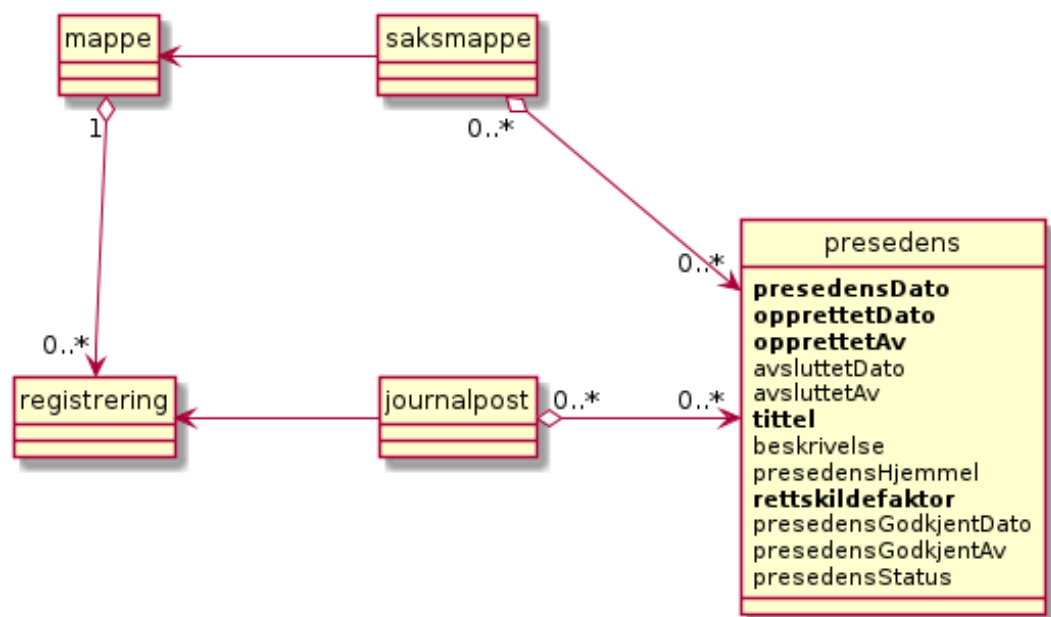 mappe
saksmappe
1
0..*
0..*
presedens
presedensDato
opprettetDato
opprettetAv
avsluttetDato
avsluttetAv
tittel
beskrivelse
presedensHjemmel
rettskildefaktor
presedensGodkjentDato
presedensGodkjentAv
presedensStatus
0..*
registrering
journalpost
0..*
0..*